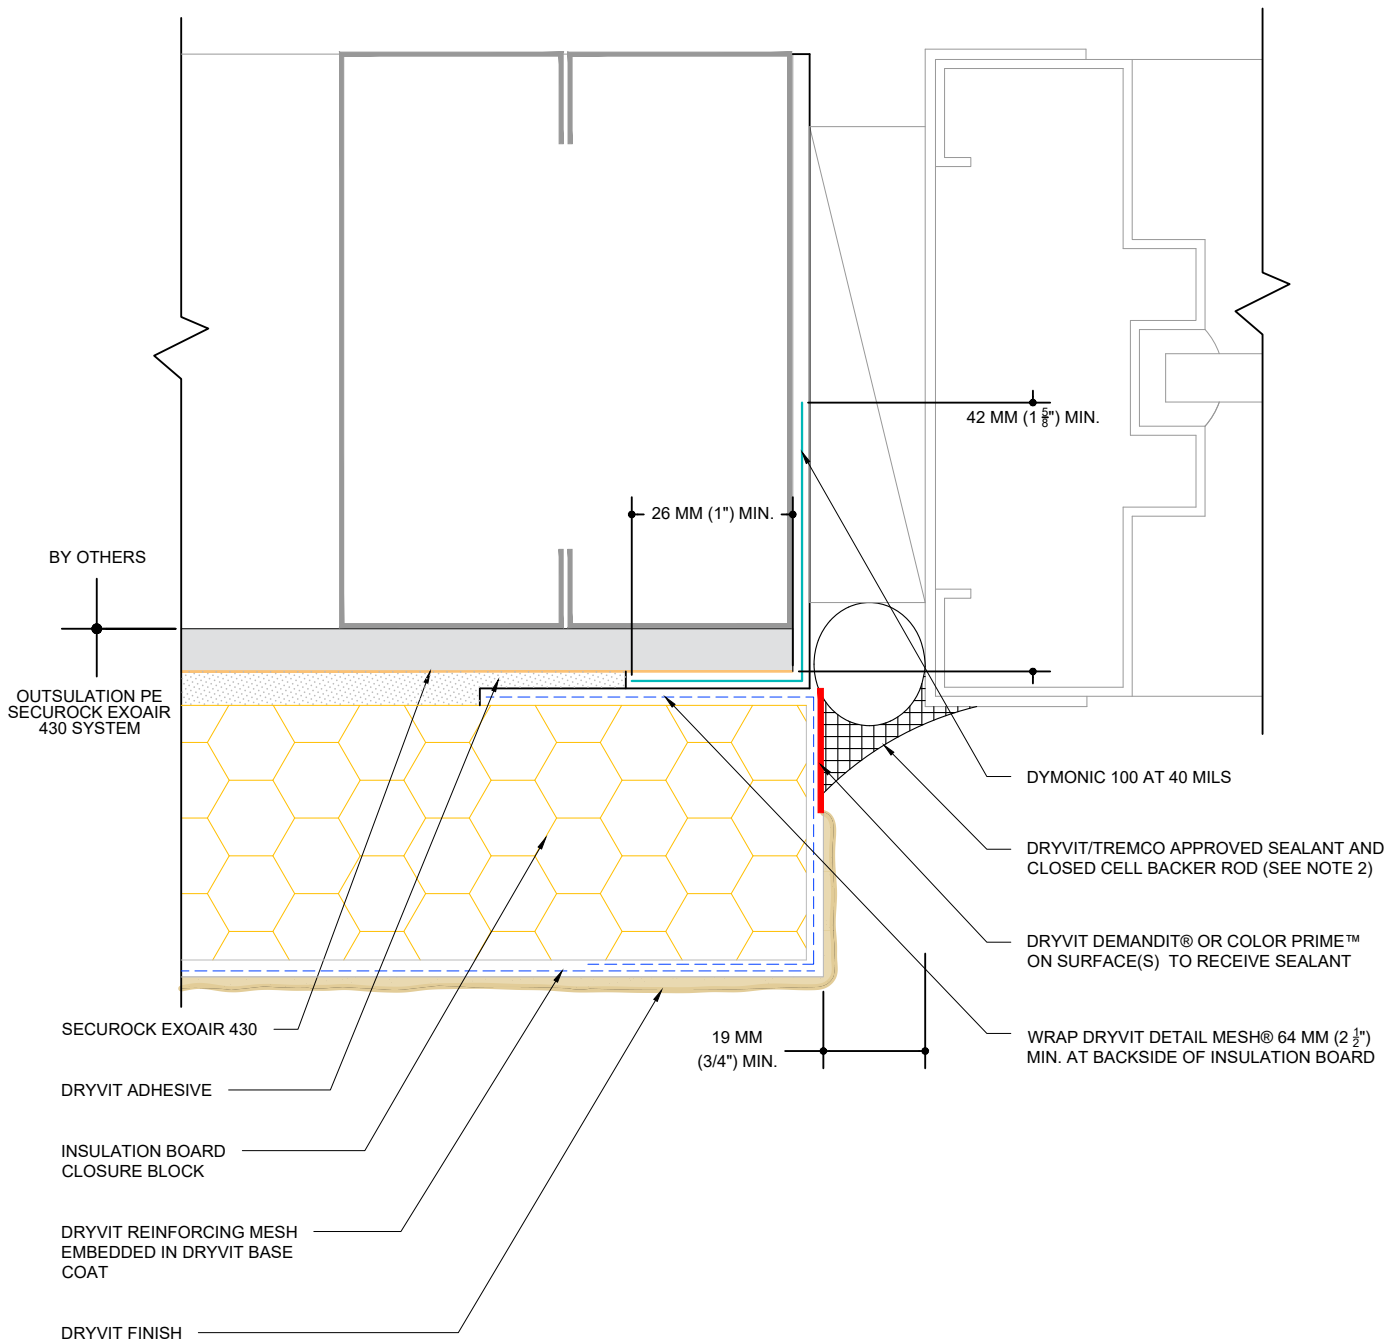 42 MM (1 5/8") MIN.
26 MM (1") MIN.
BY OTHERS
OUTSULATION PE
SECUROCK EXOAIR
430 SYSTEM
DYMONIC 100 AT 40 MILS
DRYVIT/TREMCO APPROVED SEALANT AND
CLOSED CELL BACKER ROD (SEE NOTE 2)
DRYVIT DEMANDIT® OR COLOR PRIME™
ON SURFACE(S) TO RECEIVE SEALANT
WRAP DRYVIT DETAIL MESH® 64 MM (2 1/2")
MIN. AT BACKSIDE OF INSULATION BOARD
19 MM
(3/4") MIN.
SECUROCK EXOAIR 430
DRYVIT ADHESIVE
INSULATION BOARD
CLOSURE BLOCK
DRYVIT REINFORCING MESH
EMBEDDED IN DRYVIT BASE
COAT
DRYVIT FINISH